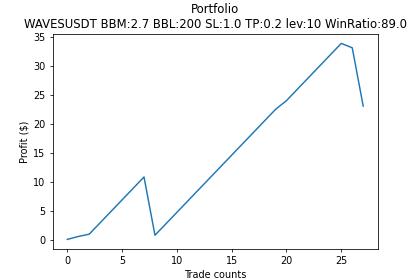 Portfolio
WAVESUSDT BBM:2.7 BBL:200 SL:1.0 TP:0.2 lev:10 WinRatio:89.0
35
30
25
20
15
10
5
0
Profit ($)
0 5 10 15 20 25
Trade counts